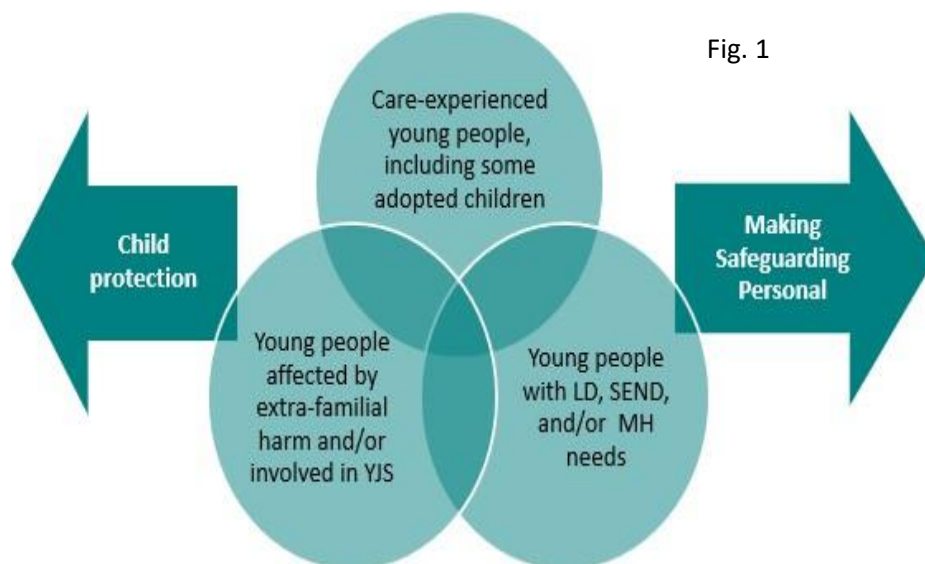 Fig. 1
Care-experienced
young people,
including some
adopted children
Child
protection
Making
Safeguarding
Personal
Young people
affected by
extra-familial
harm and/or
involved in YJS
Young people
with LD, SEND,
and/or MH
needs